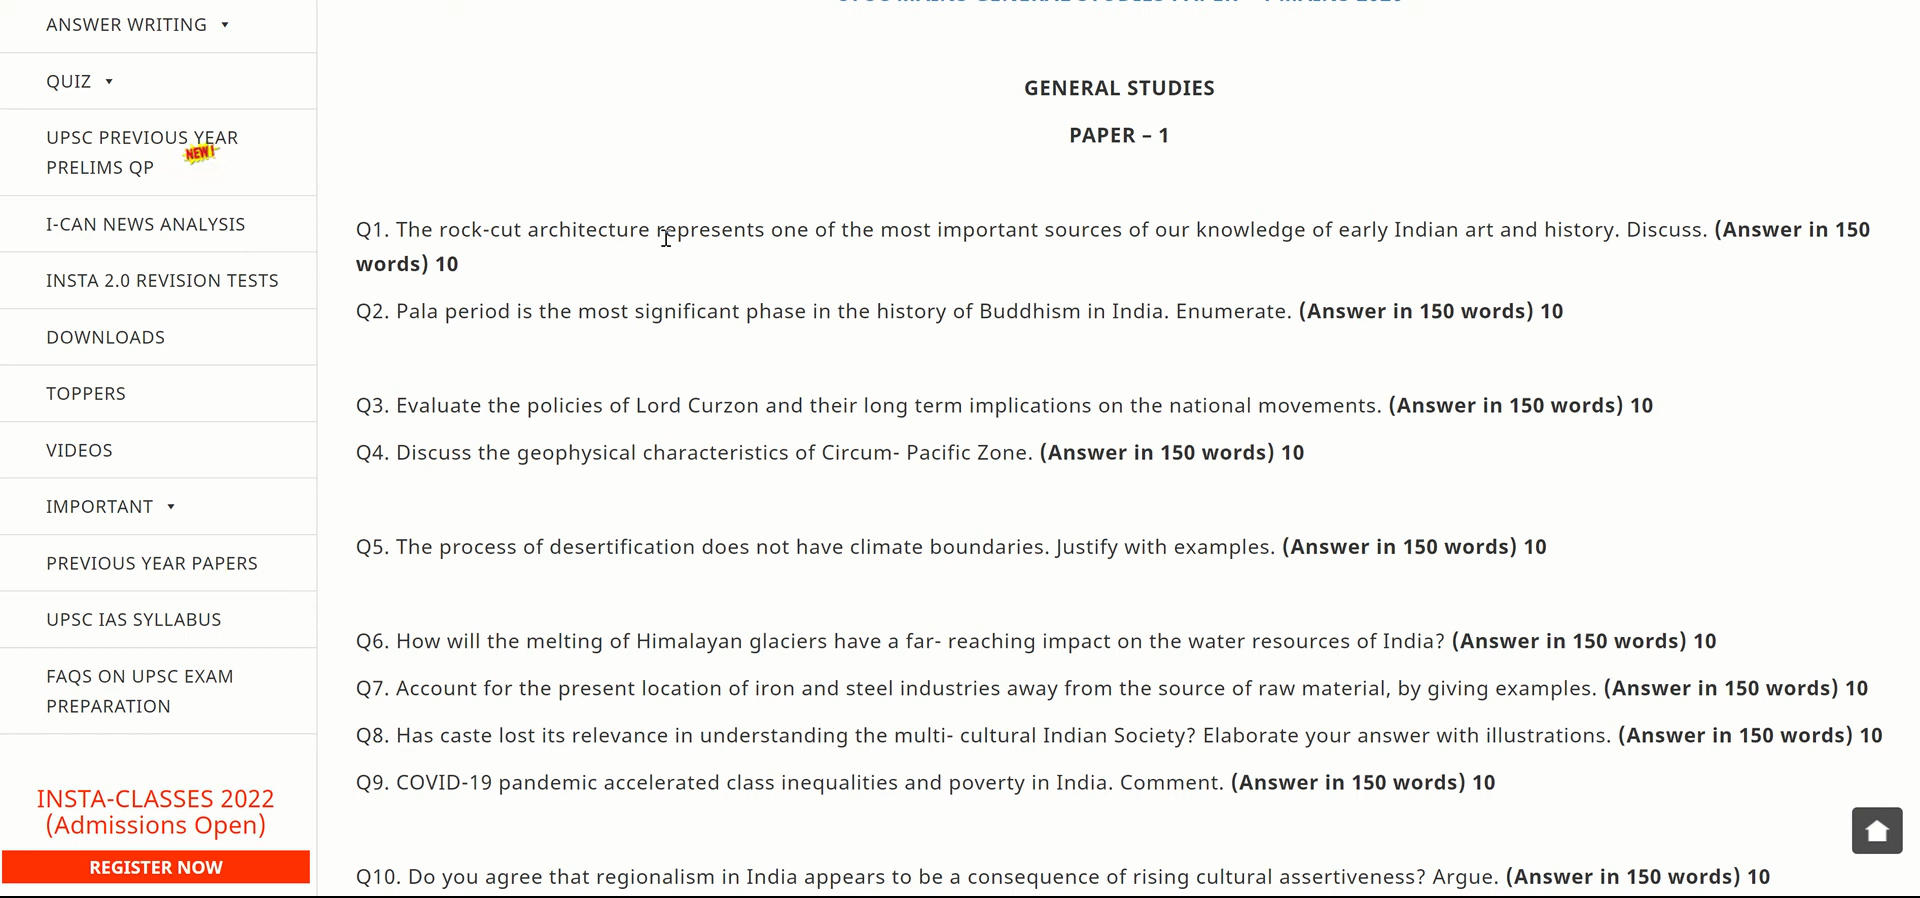 ANSWER WRITING
QUIZ
UPSC PREVIOUS YEAR
NEW!
PRELIMS QP
I-CAN NEWS ANALYSIS
INSTA 2.0 REVISION TESTS
DOWNLOADS
TOPPERS
VIDEOS
IMPORTANT
PREVIOUS YEAR PAPERS
UPSC IAS SYLLABUS
FAQS ON UPSC EXAM
PREPARATION
INSTA-CLASSES 2022
(Admissions Open)
REGISTER NOW
GENERAL STUDIES
PAPER – 1
Q1. The rock-cut architecture represents one of the most important sources of our knowledge of early Indian art and history. Discuss. (Answer in 150
words) 10
Q2. Pala period is the most significant phase in the history of Buddhism in India. Enumerate. (Answer in 150 words) 10
Q3. Evaluate the policies of Lord Curzon and their long term implications on the national movements. (Answer in 150 words) 10
Q4. Discuss the geophysical characteristics of Circum- Pacific Zone. (Answer in 150 words) 10
Q5. The process of desertification does not have climate boundaries. Justify with examples. (Answer in 150 words) 10
Q6. How will the melting of Himalayan glaciers have a far- reaching impact on the water resources of India? (Answer in 150 words) 10
Q7. Account for the present location of iron and steel industries away from the source of raw material, by giving examples. (Answer in 150 words) 10
Q8. Has caste lost its relevance in understanding the multi- cultural Indian Society? Elaborate your answer with illustrations. (Answer in 150 words) 10
Q9. COVID-19 pandemic accelerated class inequalities and poverty in India. Comment. (Answer in 150 words) 10
Q10. Do you agree that regionalism in India appears to be a consequence of rising cultural assertiveness? Argue. (Answer in 150 words) 10